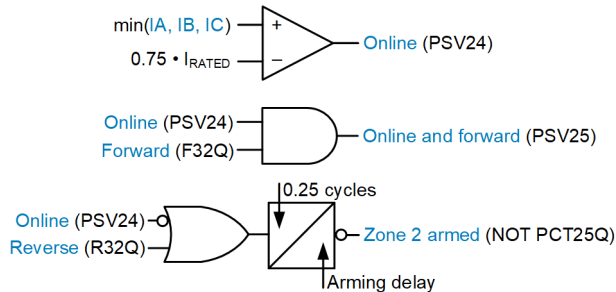 min(IA, IB, IC)
+
0.75 • IRATED
−
Online (PSV24)
Online (PSV24)
Forward (F32Q)
Online and forward (PSV25)
0.25 cycles
Online (PSV24)
Reverse (R32Q)
Zone 2 armed (NOT PCT25Q)
Arming delay